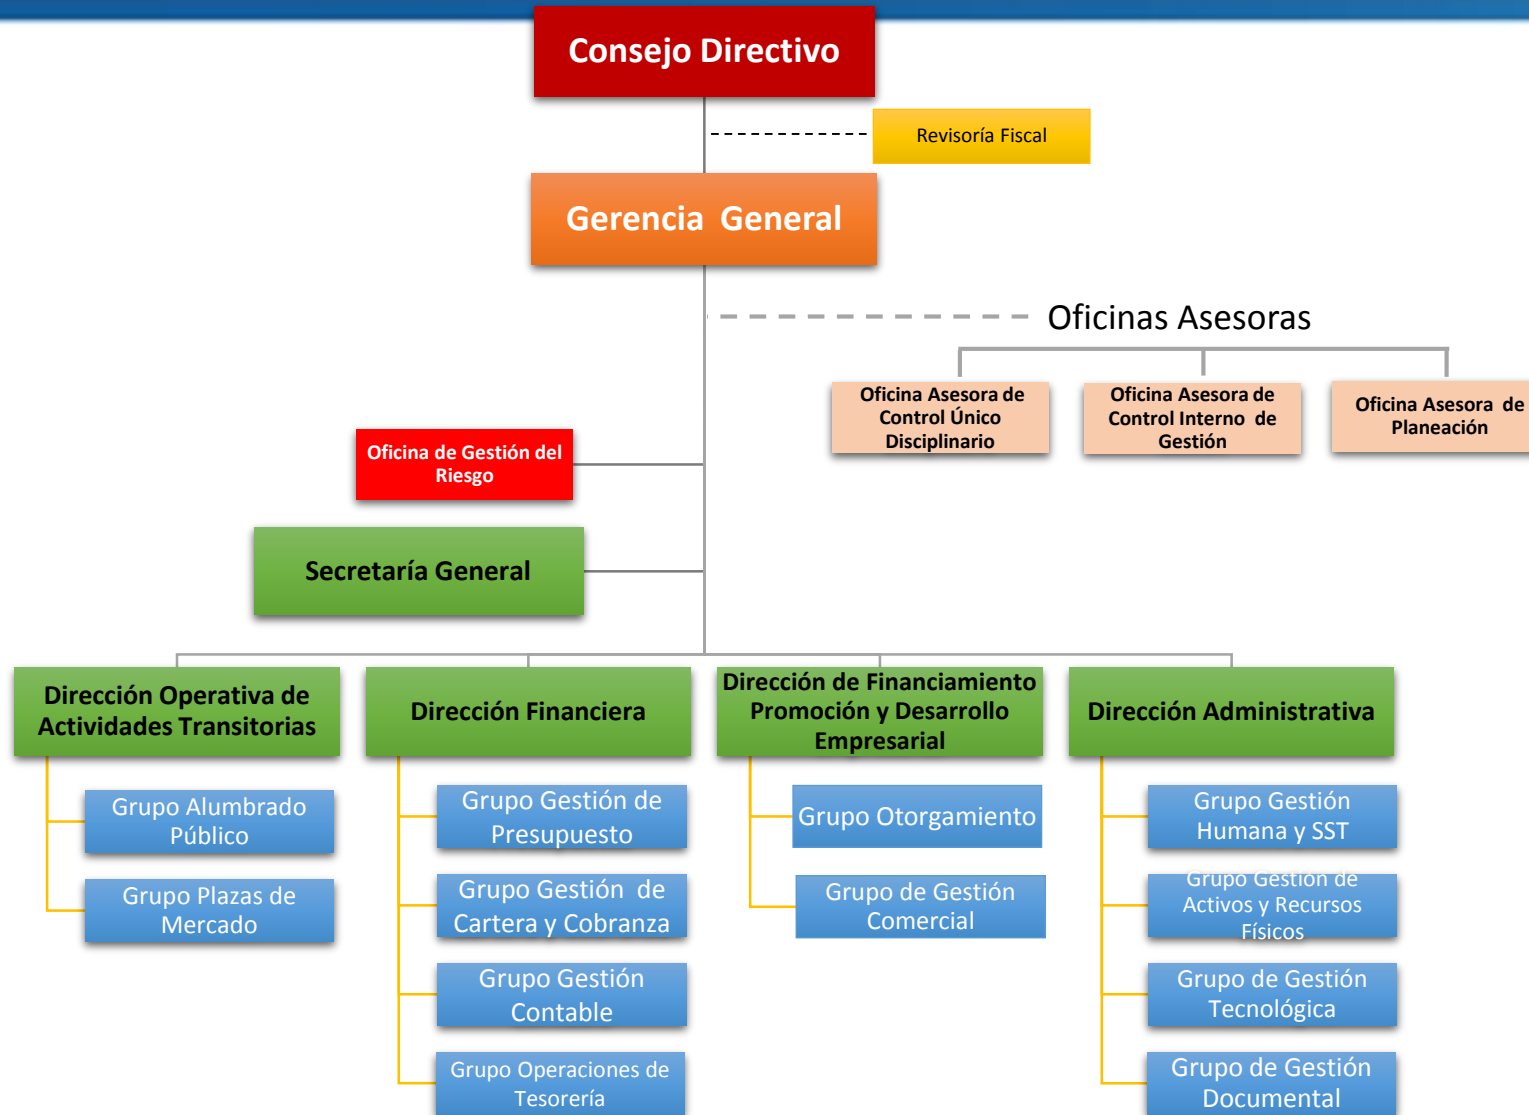 Consejo Directivo
Revisoría Fiscal
Gerencia General
Oficinas Asesoras
Oficina Asesora de
Control Único
Disciplinario
Oficina Asesora de
Control Interno de
Gestión
Oficina Asesora de
Planeación
Oficina de Gestión del
Riesgo
Secretaría General
Dirección Operativa de
Actividades Transitorias
Dirección Financiera
Dirección de Financiamiento
Promoción y Desarrollo
Empresarial
Dirección Administrativa
Grupo Alumbrado
Público
Grupo Plazas de
Mercado
Grupo Gestión de
Presupuesto
Grupo Gestión de
Cartera y Cobranza
Grupo Gestión
Contable
Grupo Operaciones de
Tesorería
Grupo Otorgamiento
Grupo de Gestión
Comercial
Grupo Gestión
Humana y SST
Grupo Gestión de
Activos y Recursos
Físicos
Grupo de Gestión
Tecnológica
Grupo de Gestión
Documental